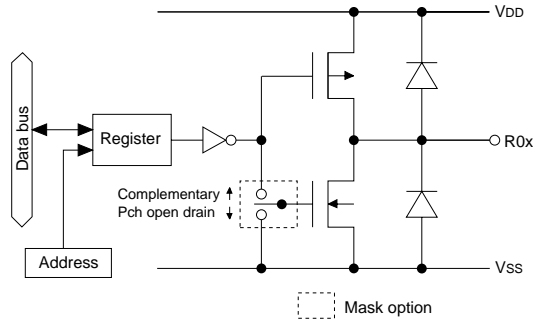 VDD
Data bus
Register
R0x
Complementary
Pch open drain
Address
VSS
Mask option